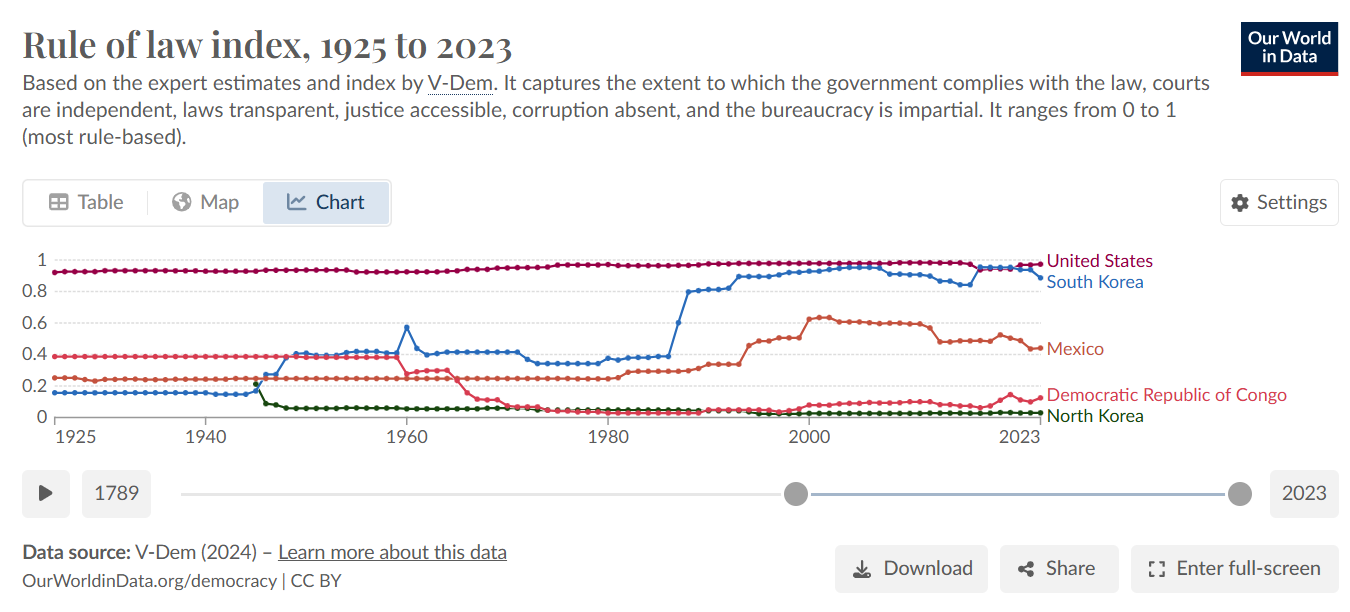 Rule of law index, 1925 to 2023
Our World
in Data
Based on the expert estimates and index by V-Dem. It captures the extent to which the government complies with the law, courts
are independent, laws transparent, justice accessible, corruption absent, and the bureaucracy is impartial. It ranges from 0 to 1
(most rule-based).
Table
Map
Chart
Settings
1
0.8
0.6
0.4
0.2
0
United States
South Korea
Mexico
Democratic Republic of Congo
North Korea
1925
1940
1960
1980
2000
2023
1789
2023
Data source: V-Dem (2024) – Learn more about this data
OurWorldinData.org/democracy | CC BY
Download
Share
Enter full-screen